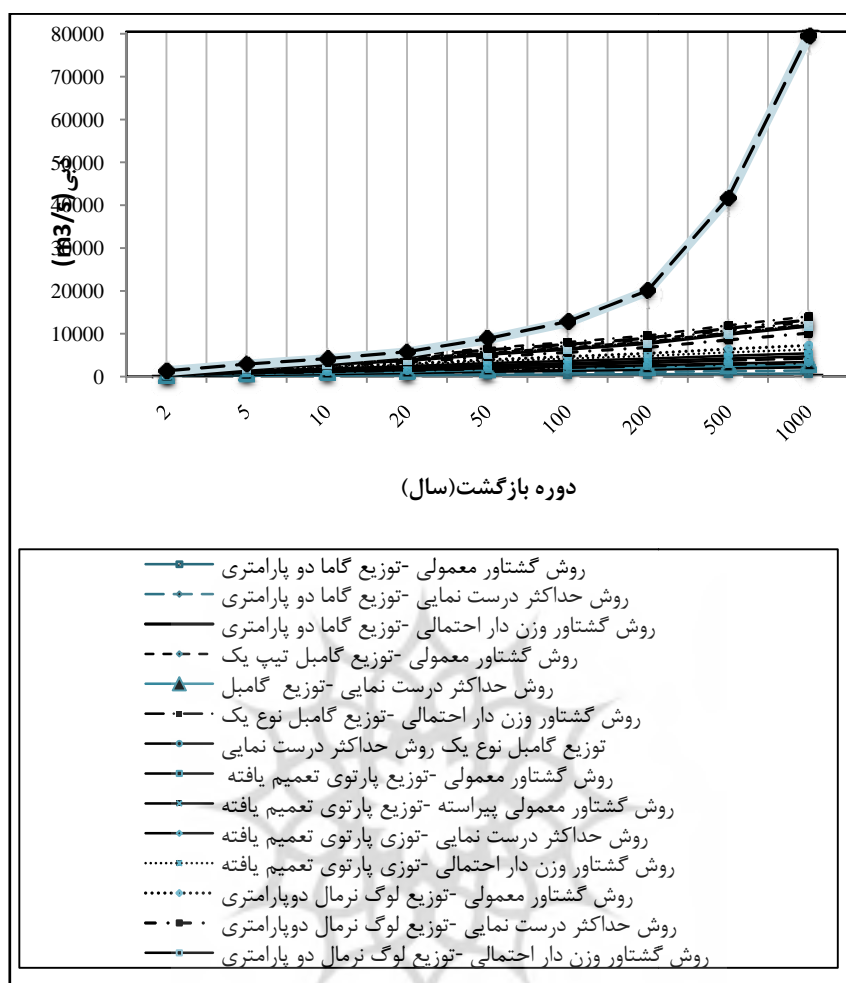 80000
70000
60000
50000
40000
30000
20000
10000
0
دبی(m3/s)
2
5
10
20
50
100
200
500
1000
دوره بازگشت(سال)
روش گشتاور معمولی -توزیع گاما دو پارامتری
روش حداکثر درست نمایی -توزیع گاما دو پارامتری
روش گشتاور وزن دار احتمالی -توزیع گاما دو پارامتری
روش گشتاور معمولی -توزیع گامبل تیپ یک
روش حداکثر درست نمایی -توزیع گامبل
روش گشتاور وزن دار احتمالی -توزیع گامبل نوع یک
توزیع گامبل نوع یک روش حداکثر درست نمایی
روش گشتاور معمولی -توزیع پارتوی تعمیم یافته
روش گشتاور معمولی پیراسته -توزیع پارتوی تعمیم یافته
روش حداکثر درست نمایی -توزی پارتوی تعمیم یافته
روش گشتاور وزن دار احتمالی -توزی پارتوی تعمیم یافته
روش گشتاور معمولی -توزیع لوگ نرمال دوپارامتری
روش حداکثر درست نمایی -توزیع لوگ نرمال دوپارامتری
روش گشتاور وزن دار احتمالی -توزیع لوگ نرمال دو پارامتری